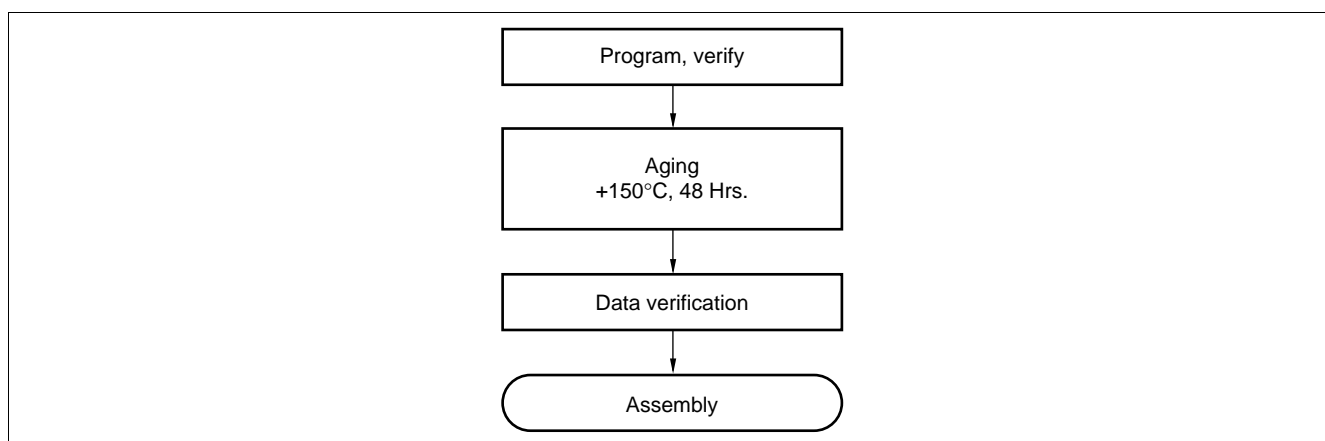 Program, verify
Aging
+150°C, 48 Hrs.
Data verification
Assembly